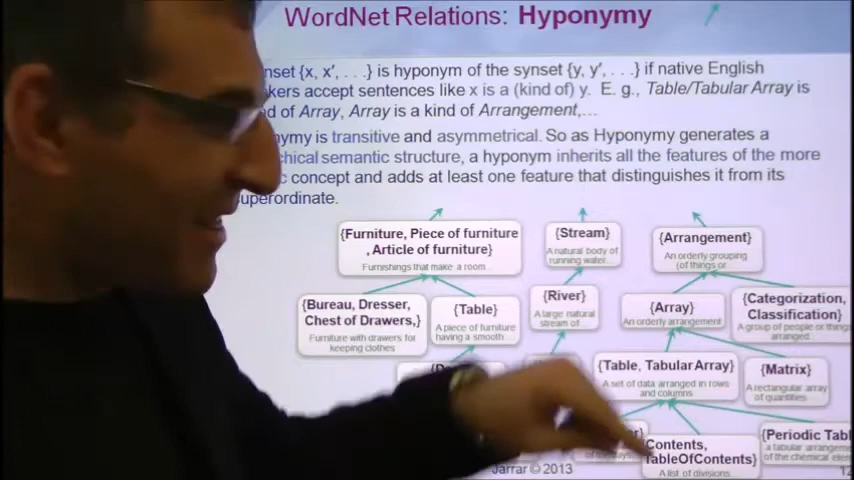 WordNet Relations: Hyponymy
nset {x, x′, . . .} is hyponym of the synset {y, y′, . . .} if native English
kers accept sentences like x is a (kind of) y. E. g., Table/Tabular Array is
d of Array, Array is a kind of Arrangement,...
nymy is transitive and asymmetrical. So as Hyponymy generates a
chical semantic structure, a hyponym inherits all the features of the more
c concept and adds at least one feature that distinguishes it from its
superordinate.
{Furniture, Piece of furniture
, Article of furniture}
Furnishings that make a room
{Stream}
A natural body of
running water...
{Arrangement}
An orderly grouping
(of things or
{Bureau, Dresser,
Chest of Drawers,}
Furniture with drawers for
keeping clothes
{Table}
A piece of furniture
having a smooth
{River}
A large natural
stream of
{Array}
An orderly arrangement
{Categorization,
Classification}
A group of people or things
arranged
{Table, TabularArray}
A set of data arranged in rows
and columns
{Matrix}
A rectangular array
of quantities
Contents,
TableOfContents}
A list of divisions
{Periodic Tabl
a tabular arrangeme
of the chemical elem
Jarrar © 2013
12